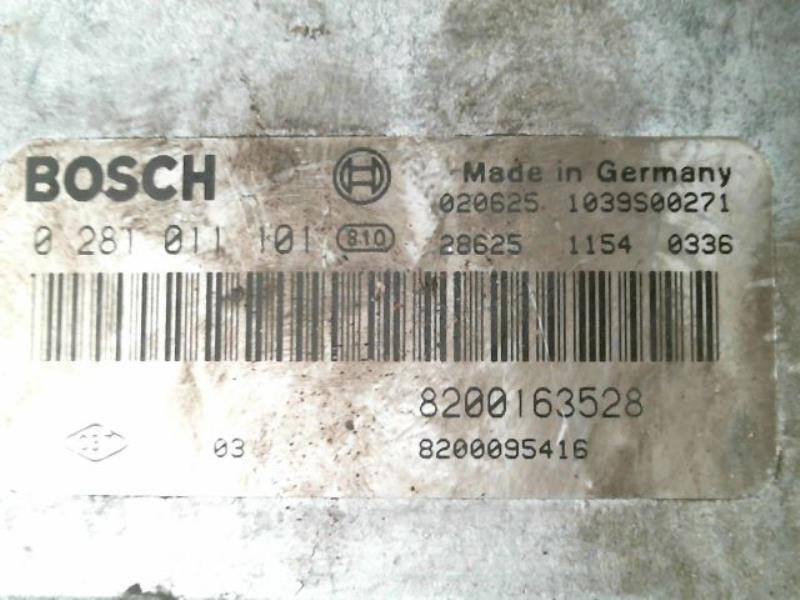 BOSCH
Made in Germany
020625 1039S00271
0 281 011 101 810 28625 1154 0336
8200163528
03 8200095416